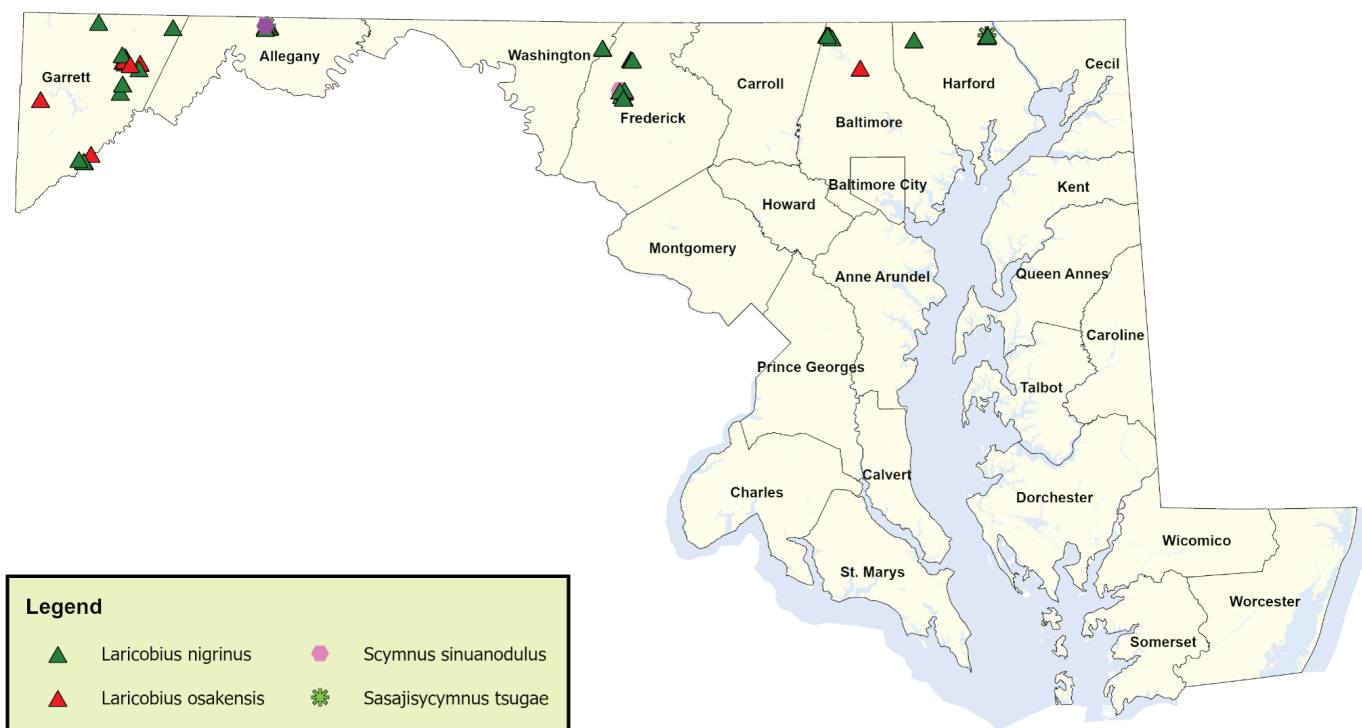 Garrett
Allegany
Washington
Frederick
Carroll
Baltimore
Harford
Cecil
Baltimore City
Howard
Montgomery
Kent
Anne Arundel
Queen Annes
Caroline
Prince Georges
Talbot
Calvert
Charles
Dorchester
Wicomico
St. Marys
Worcester
Somerset
Legend
Laricobius nigrinus
Scymnus sinuanodulus
Laricobius osakensis
Sasajisycymnus tsugae